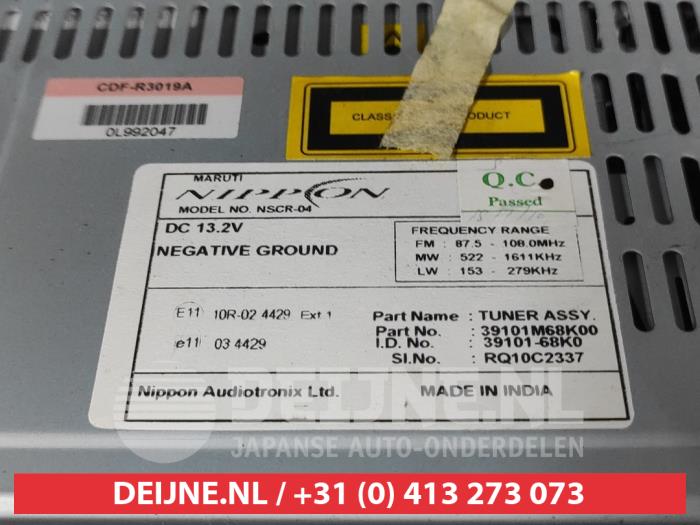 CDF-R3019A
0L992047
CLASS PRODUCT
MARUTI
NIPPON
MODEL NO. NSCR-04
Q.C.
Passed
DC 13.2V
NEGATIVE GROUND
FREQUENCY RANGE
FM : 87.5 - 108.0MHz
MW : 522 - 1611KHz
LW : 153 - 279KHz
E11 10R-02 4429 Ext 1
e11 03 4429
Part Name : TUNER ASSY.
Part No. : 39101M68K00
I.D. No. : 39101-68K0
Sl.No. : RQ10C2337
Nippon Audiotronix Ltd.
MADE IN INDIA
DEIJNE.NL
JAPANSE AUTO-ONDERDELEN
DEIJNE.NL / +31 (0) 413 273 073